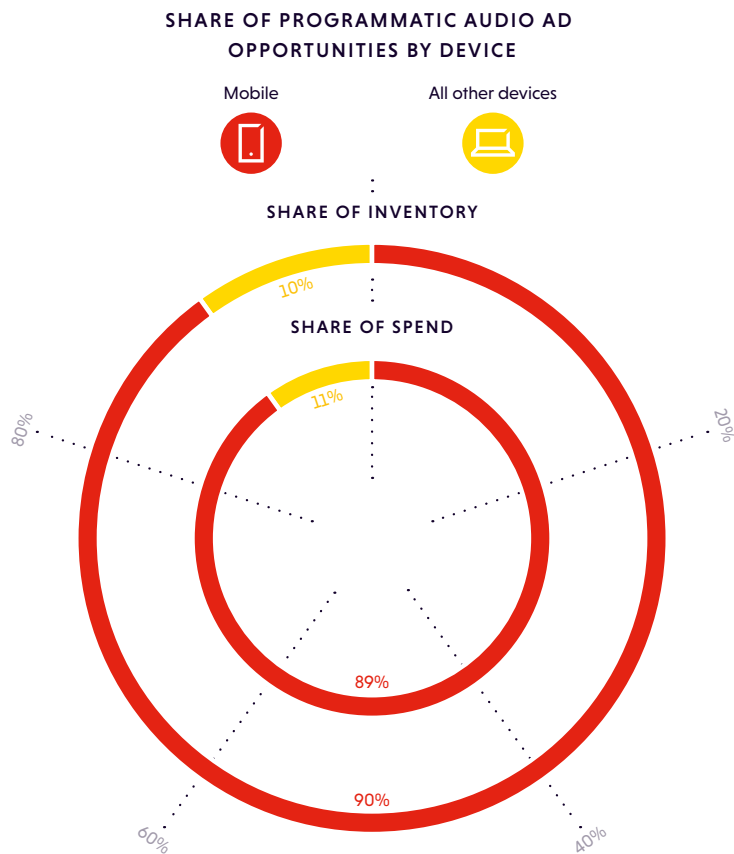 SHARE OF PROGRAMMATIC AUDIO AD
OPPORTUNITIES BY DEVICE
Mobile
All other devices
SHARE OF INVENTORY
10%
SHARE OF SPEND
11%
80%
20%
89%
90%
60%
40%